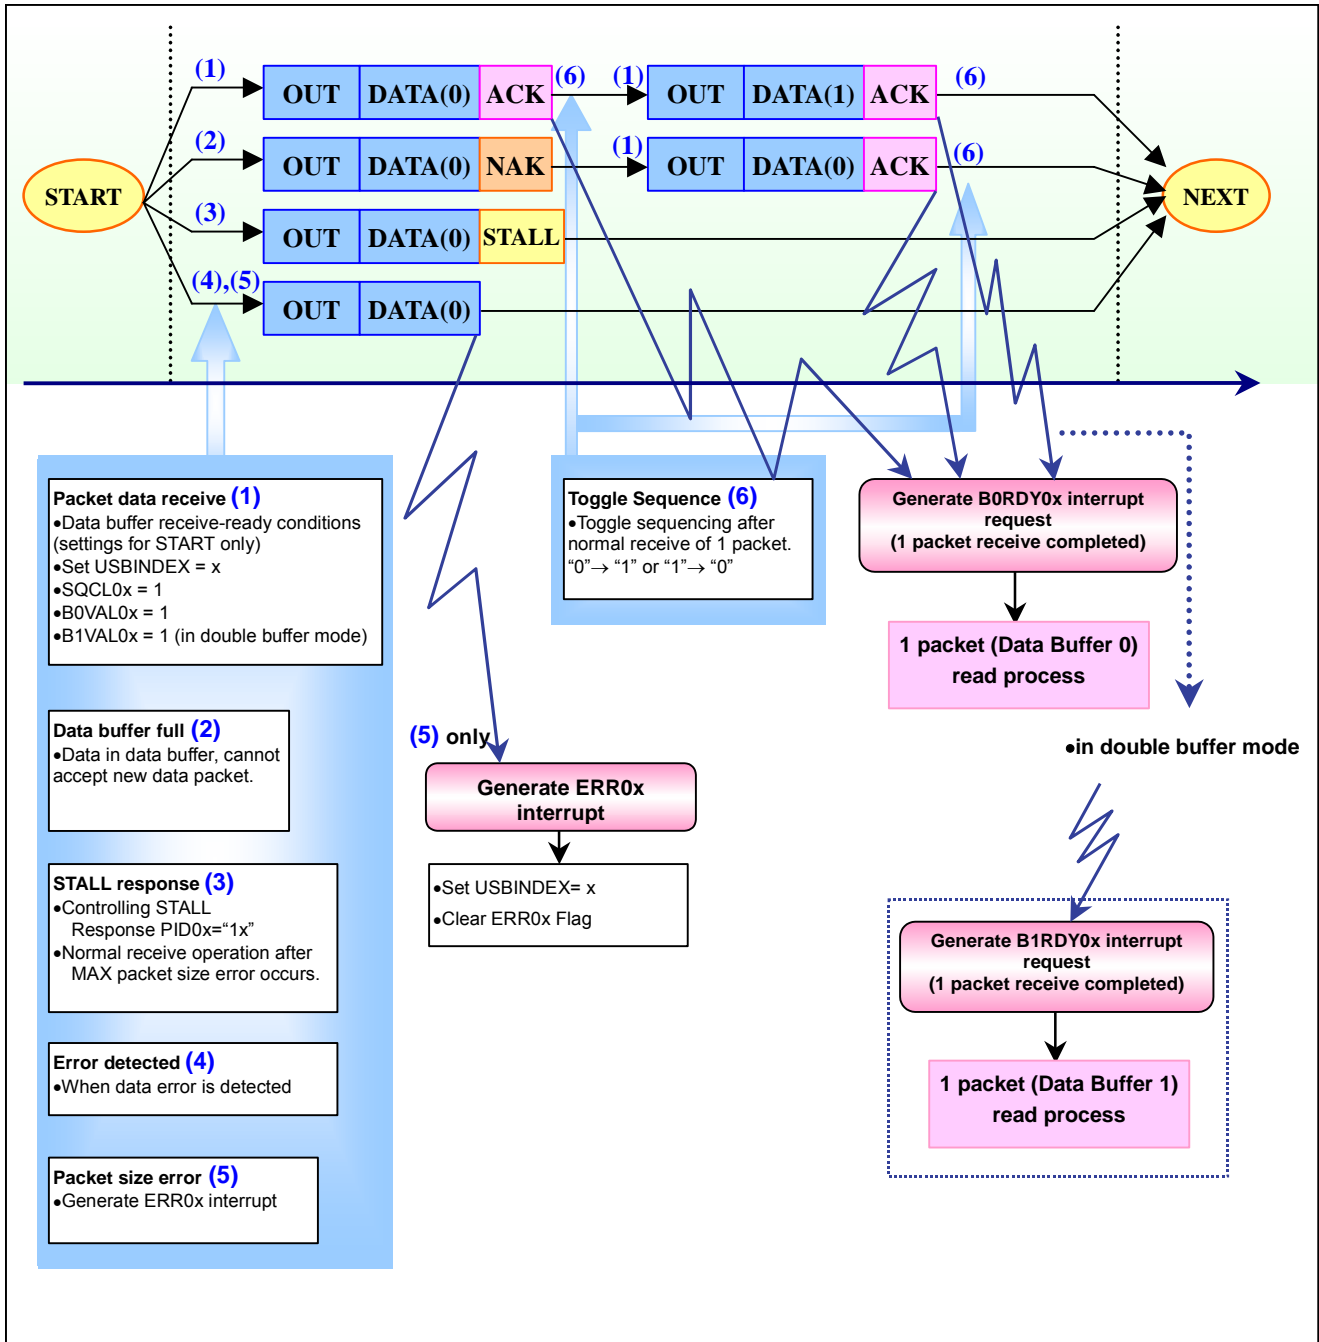 (1) OUT DATA(0) ACK (6) (1) OUT DATA(1) ACK (6)
(2) OUT DATA(0) NAK (1) OUT DATA(0) ACK (6)
START
NEXT
(3) OUT DATA(0) STALL
(4),(5) OUT DATA(0)
Packet data receive (1)
•Data buffer receive-ready conditions
(settings for START only)
•Set USBINDEX = x
•SQCL0x = 1
•B0VAL0x = 1
•B1VAL0x = 1 (in double buffer mode)
Data buffer full (2)
•Data in data buffer, cannot
accept new data packet.
STALL response (3)
•Controlling STALL
Response PID0x=“1x”
•Normal receive operation after
MAX packet size error occurs.
Error detected (4)
•When data error is detected
Packet size error (5)
•Generate ERR0x interrupt
Toggle Sequence (6)
•Toggle sequencing after
normal receive of 1 packet.
“0”→ “1” or “1”→ “0”
(5) only
Generate ERR0x
interrupt
•Set USBINDEX= x
•Clear ERR0x Flag
Generate B0RDY0x interrupt
request
(1 packet receive completed)
1 packet (Data Buffer 0)
read process
•in double buffer mode
Generate B1RDY0x interrupt
request
(1 packet receive completed)
1 packet (Data Buffer 1)
read process